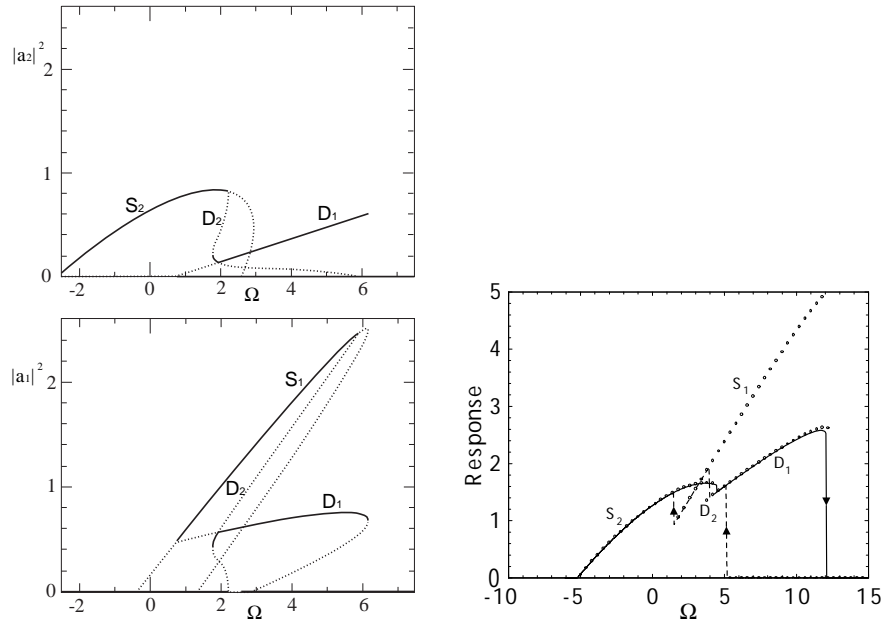 |a₂|²
2
1
0
S₂
D₂
D₁
-2 0 2 4 6
Ω
|a₁|²
2
1
0
S₁
D₂
D₁
-2 0 2 4 6
Ω
Response
5
4
3
2
1
0
S₁
D₁
S₂
D₂
-10 -5 0 5 10 15
Ω